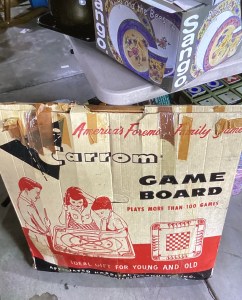 Sango
Sango
America's Foremost Family Game
Carrom
GAME
BOARD
PLAYS MORE THAN 100 GAMES
IDEAL GIFT FOR YOUNG AND OLD